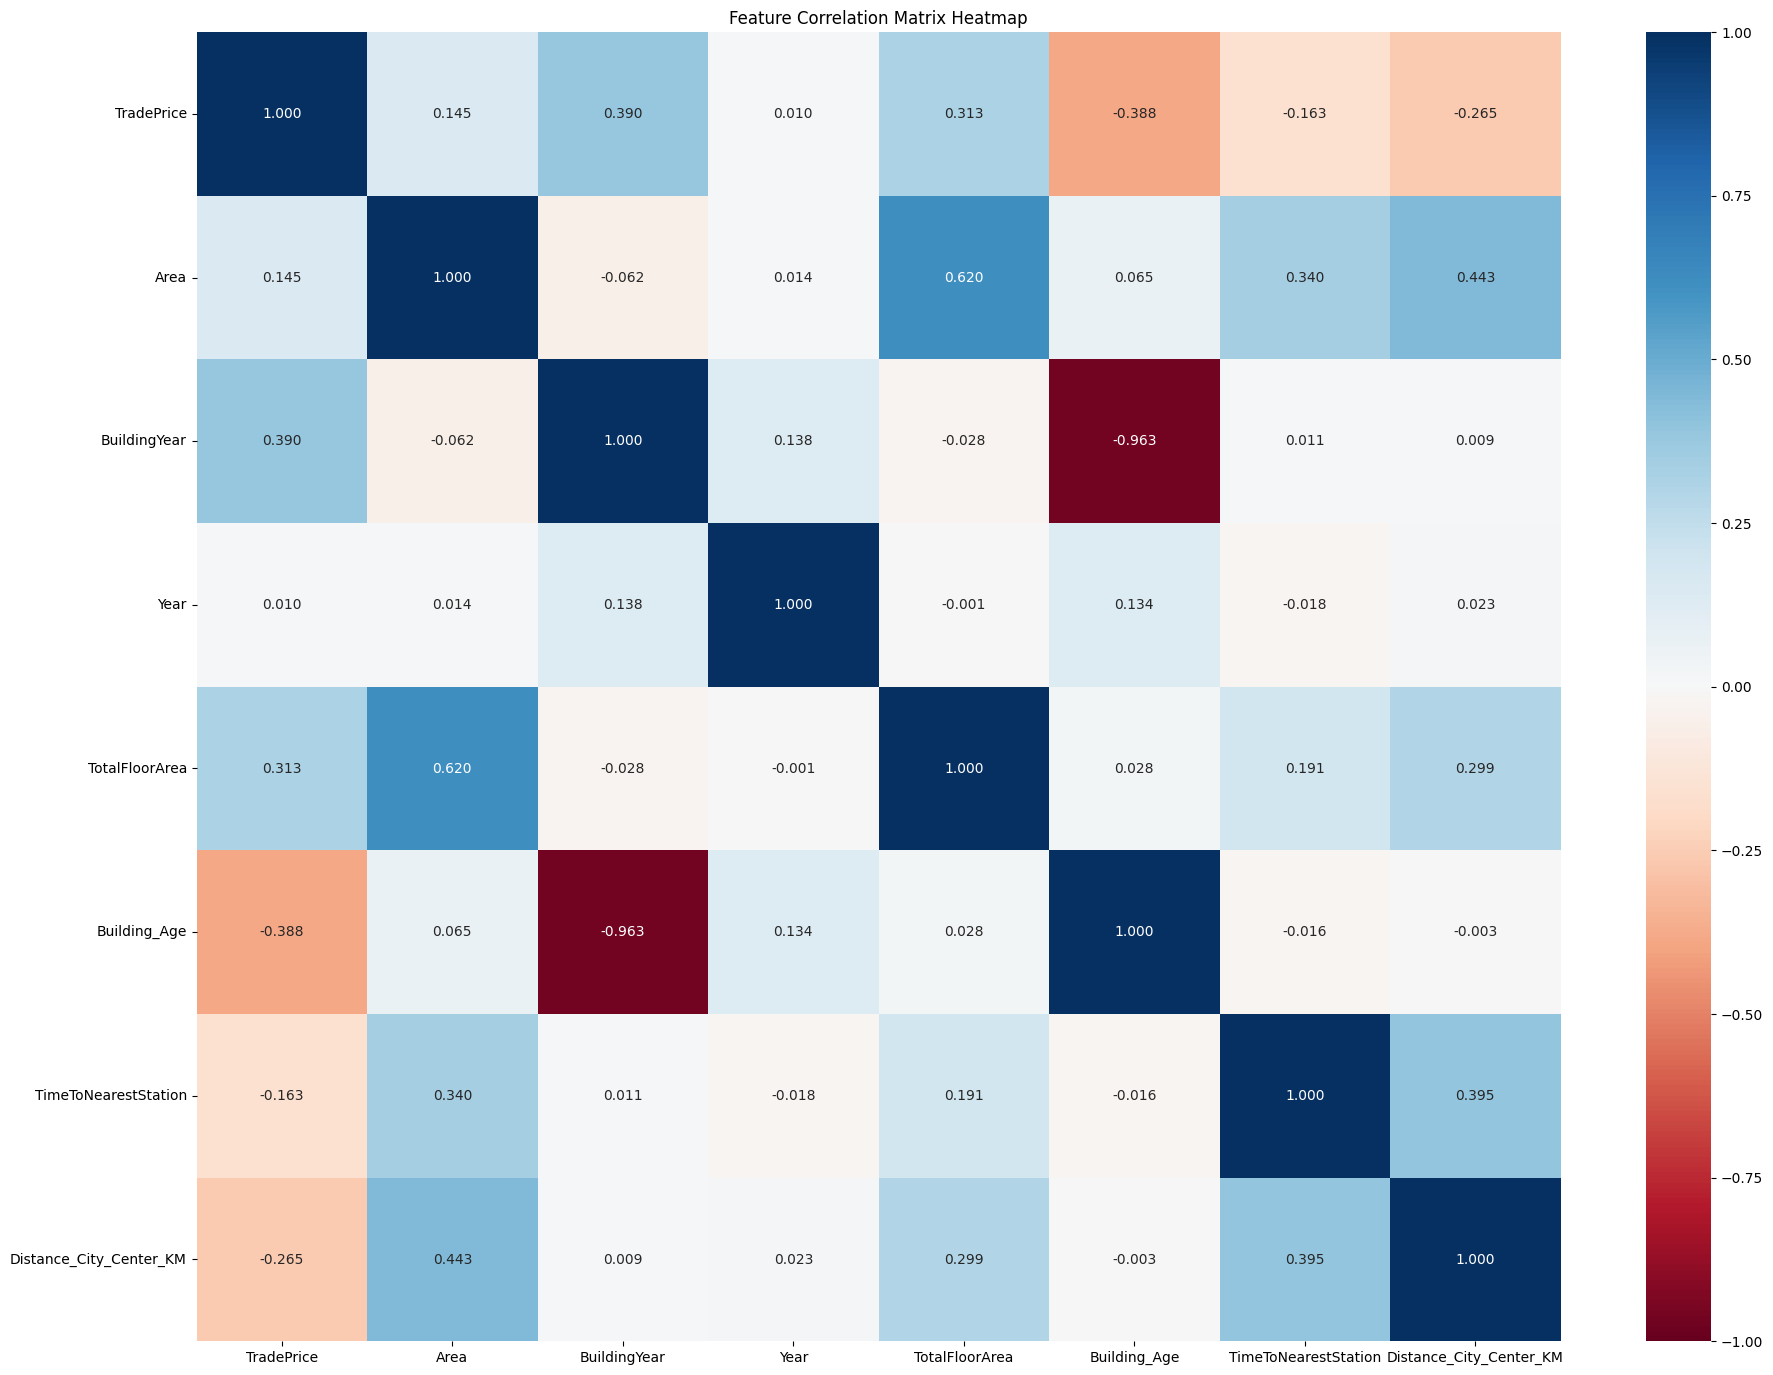 Feature Correlation Matrix Heatmap
TradePrice 1.000 0.145 0.390 0.010 0.313 -0.388 -0.163 -0.265
Area 0.145 1.000 -0.062 0.014 0.620 0.065 0.340 0.443
BuildingYear 0.390 -0.062 1.000 0.138 -0.028 -0.963 0.011 0.009
Year 0.010 0.014 0.138 1.000 -0.001 0.134 -0.018 0.023
TotalFloorArea 0.313 0.620 -0.028 -0.001 1.000 0.028 0.191 0.299
Building_Age -0.388 0.065 -0.963 0.134 0.028 1.000 -0.016 -0.003
TimeToNearestStation -0.163 0.340 0.011 -0.018 0.191 -0.016 1.000 0.395
Distance_City_Center_KM -0.265 0.443 0.009 0.023 0.299 -0.003 0.395 1.000
TradePrice Area BuildingYear Year TotalFloorArea Building_Age TimeToNearestStation Distance_City_Center_KM
1.00
0.75
0.50
0.25
0.00
−0.25
−0.50
−0.75
−1.00